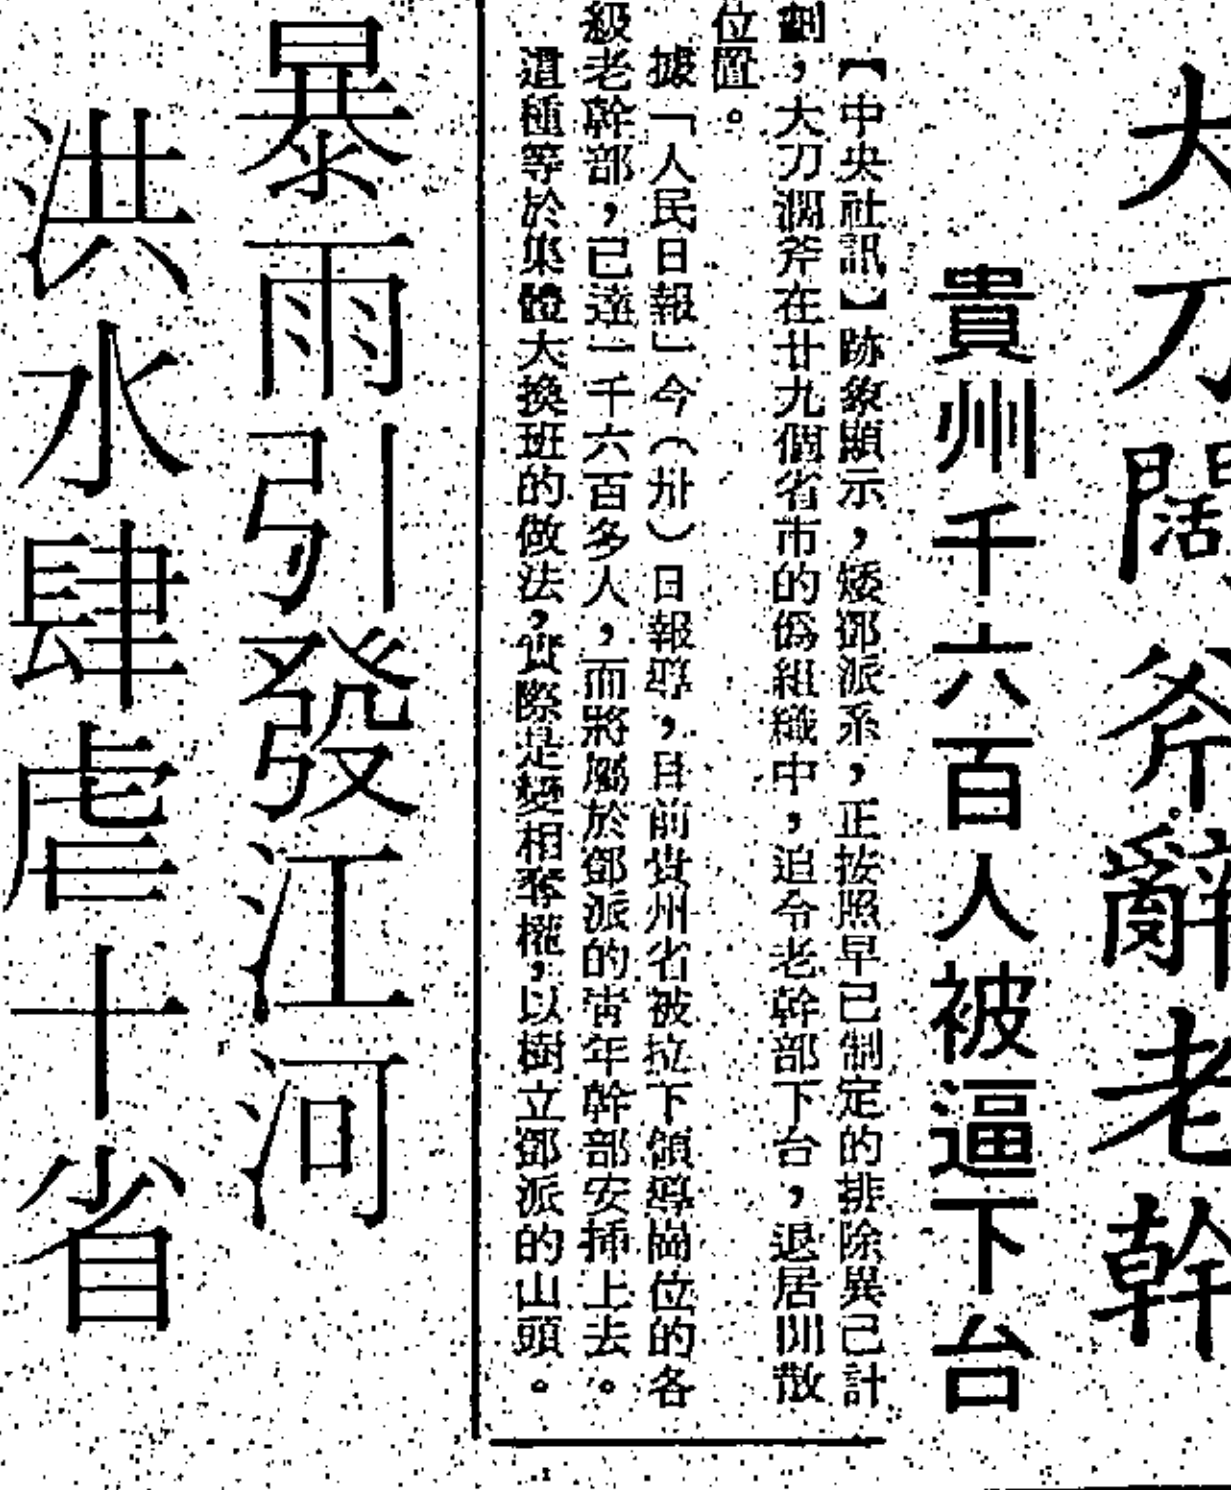 大刀闊斧辭老幹
貴州千六百人被逼下台
【中央社訊】跡象顯示，矮鄧派系，正按照早已制定的排除異己計
劃，大刀濶斧在廿九個省市的僞組織中，迫令老幹部下台，退居閒散
位置。
據「人民日報」今（卅）日報導，目前貴州省被拉下領導崗位的各
級老幹部，已達一千六百多人，而將屬於鄧派的靑年幹部安揷上去。
這種等於集體大換班的做法，實際是變相奪權，以樹立鄧派的山頭。
暴雨引發江河
洪水肆虐十省